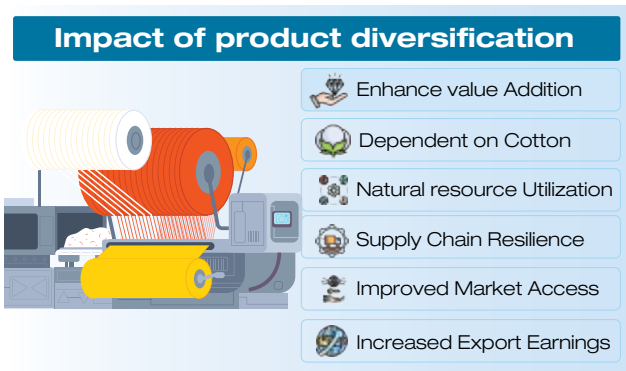 Impact of product diversification
Enhance value Addition
Dependent on Cotton
Natural resource Utilization
Supply Chain Resilience
Improved Market Access
Increased Export Earnings